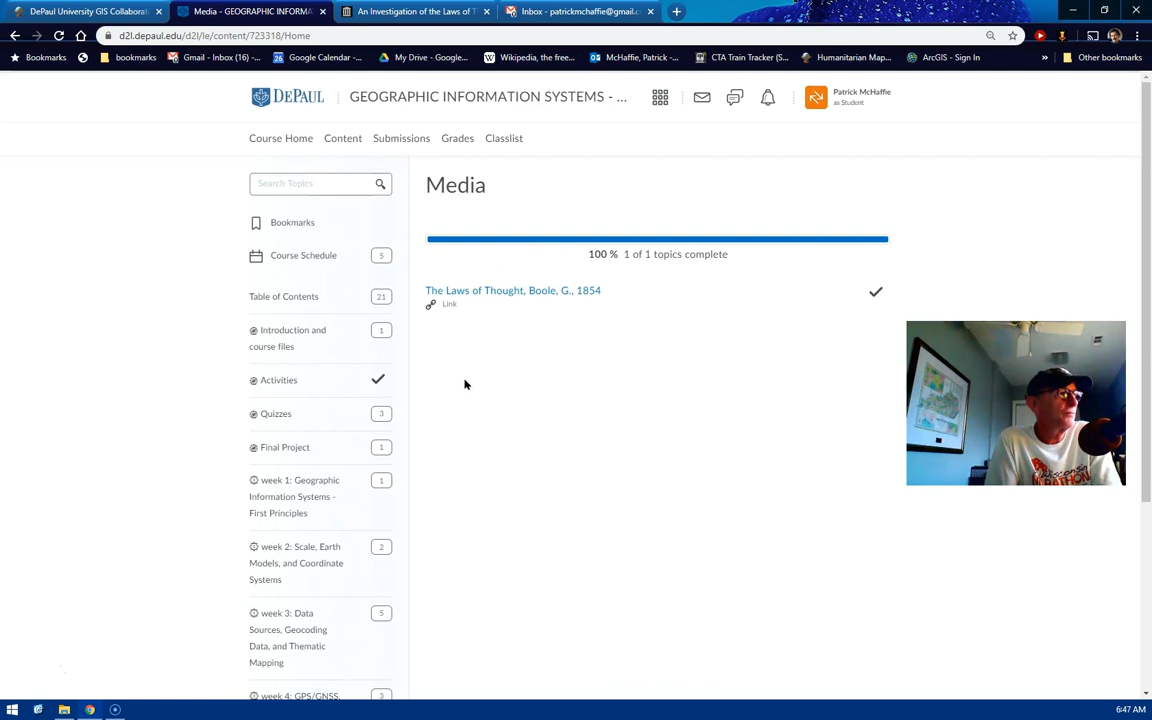 DePaul University GIS Collaborat
Media - GEOGRAPHIC INFORMA
An Investigation of the Laws of T
Inbox - patrickmchaffie@gmail.c
d2l.depaul.edu/d2l/le/content/723318/Home
Bookmarks
bookmarks
Gmail - Inbox (16) -...
Google Calendar -...
My Drive - Google...
Wikipedia, the free...
McHaffie, Patrick -...
CTA Train Tracker (S...
Humanitarian Map...
ArcGIS - Sign In
»
Other bookmarks
DEPAUL
GEOGRAPHIC INFORMATION SYSTEMS - ...
Patrick McHaffie
as Student
Course Home
Content
Submissions
Grades
Classlist
Search Topics
Media
Bookmarks
Course Schedule
5
100 % 1 of 1 topics complete
Table of Contents
21
The Laws of Thought, Boole, G., 1854
Link
Introduction and
course files
1
Activities
Quizzes
3
Final Project
1
week 1: Geographic
Information Systems -
First Principles
1
week 2: Scale, Earth
Models, and Coordinate
Systems
2
week 3: Data
Sources, Geocoding
Data, and Thematic
Mapping
5
week 4: GPS/GNSS,
3
MARATHON
6:47 AM